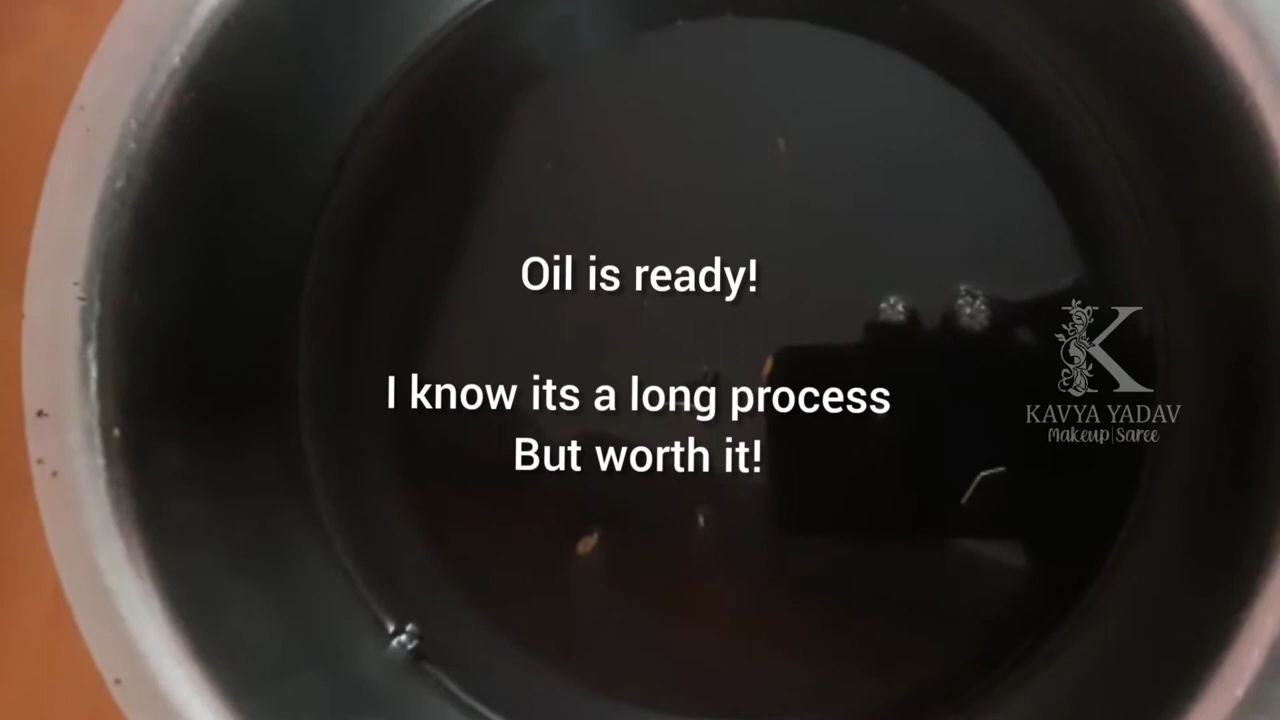 Oil is ready!
I know its a long process
But worth it!
K
KAVYA YADAV
Makeup|Saree